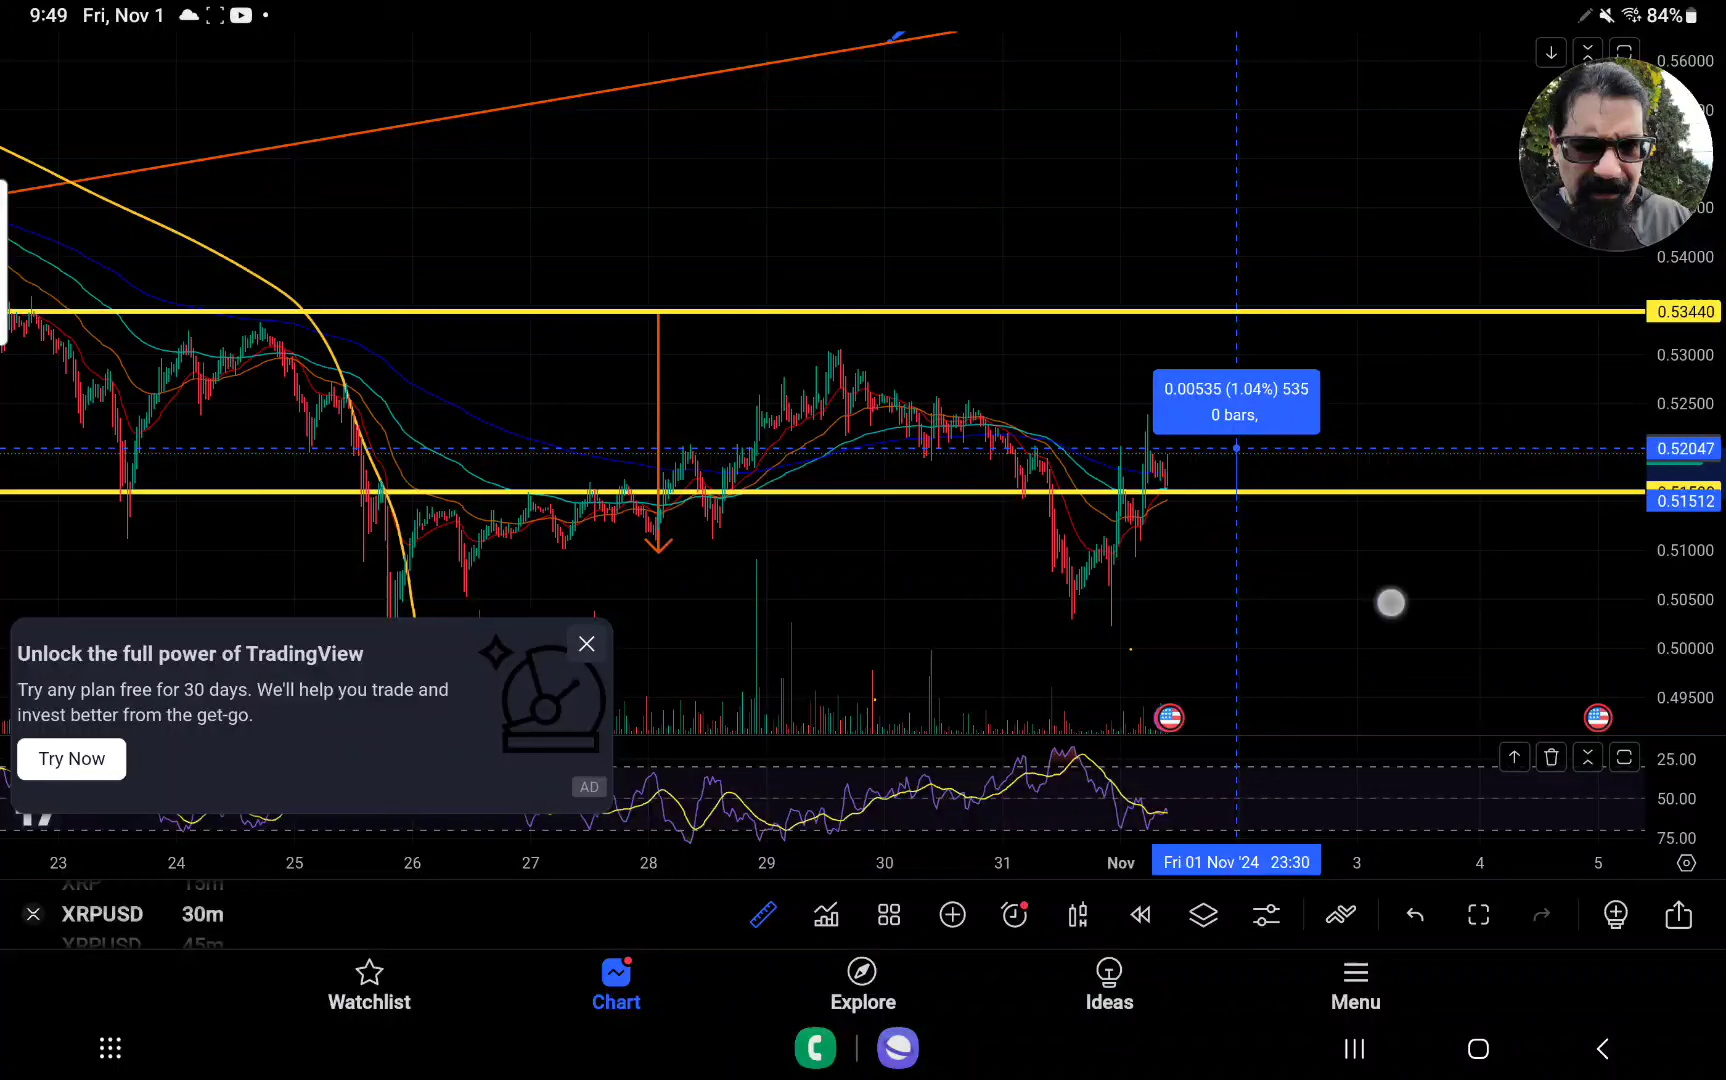 9:49 Fri, Nov 1
84%
0.56000
0.54000
0.53440
0.53000
0.52500
0.00535 (1.04%) 535
0 bars,
0.52047
0.51512
0.51000
0.50500
0.50000
0.49500
Unlock the full power of TradingView
Try any plan free for 30 days. We'll help you trade and
invest better from the get-go.
Try Now
AD
25.00
50.00
75.00
23 24 25 26 27 28 29 30 31 Nov Fri 01 Nov '24 23:30 3 4 5
XRP 15m
XRPUSD 30m
XRPUSD 45m
Watchlist Chart Explore Ideas Menu